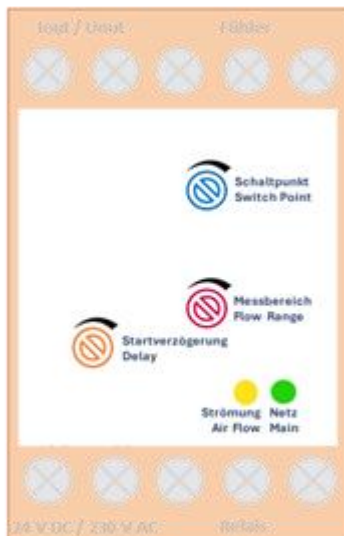 Iout / Uout Fühler
Schaltpunkt
Switch Point
Messbereich
Flow Range
Startverzögerung
Delay
Strömung Netz
Air Flow Main
24 V DC / 230 V AC Relais